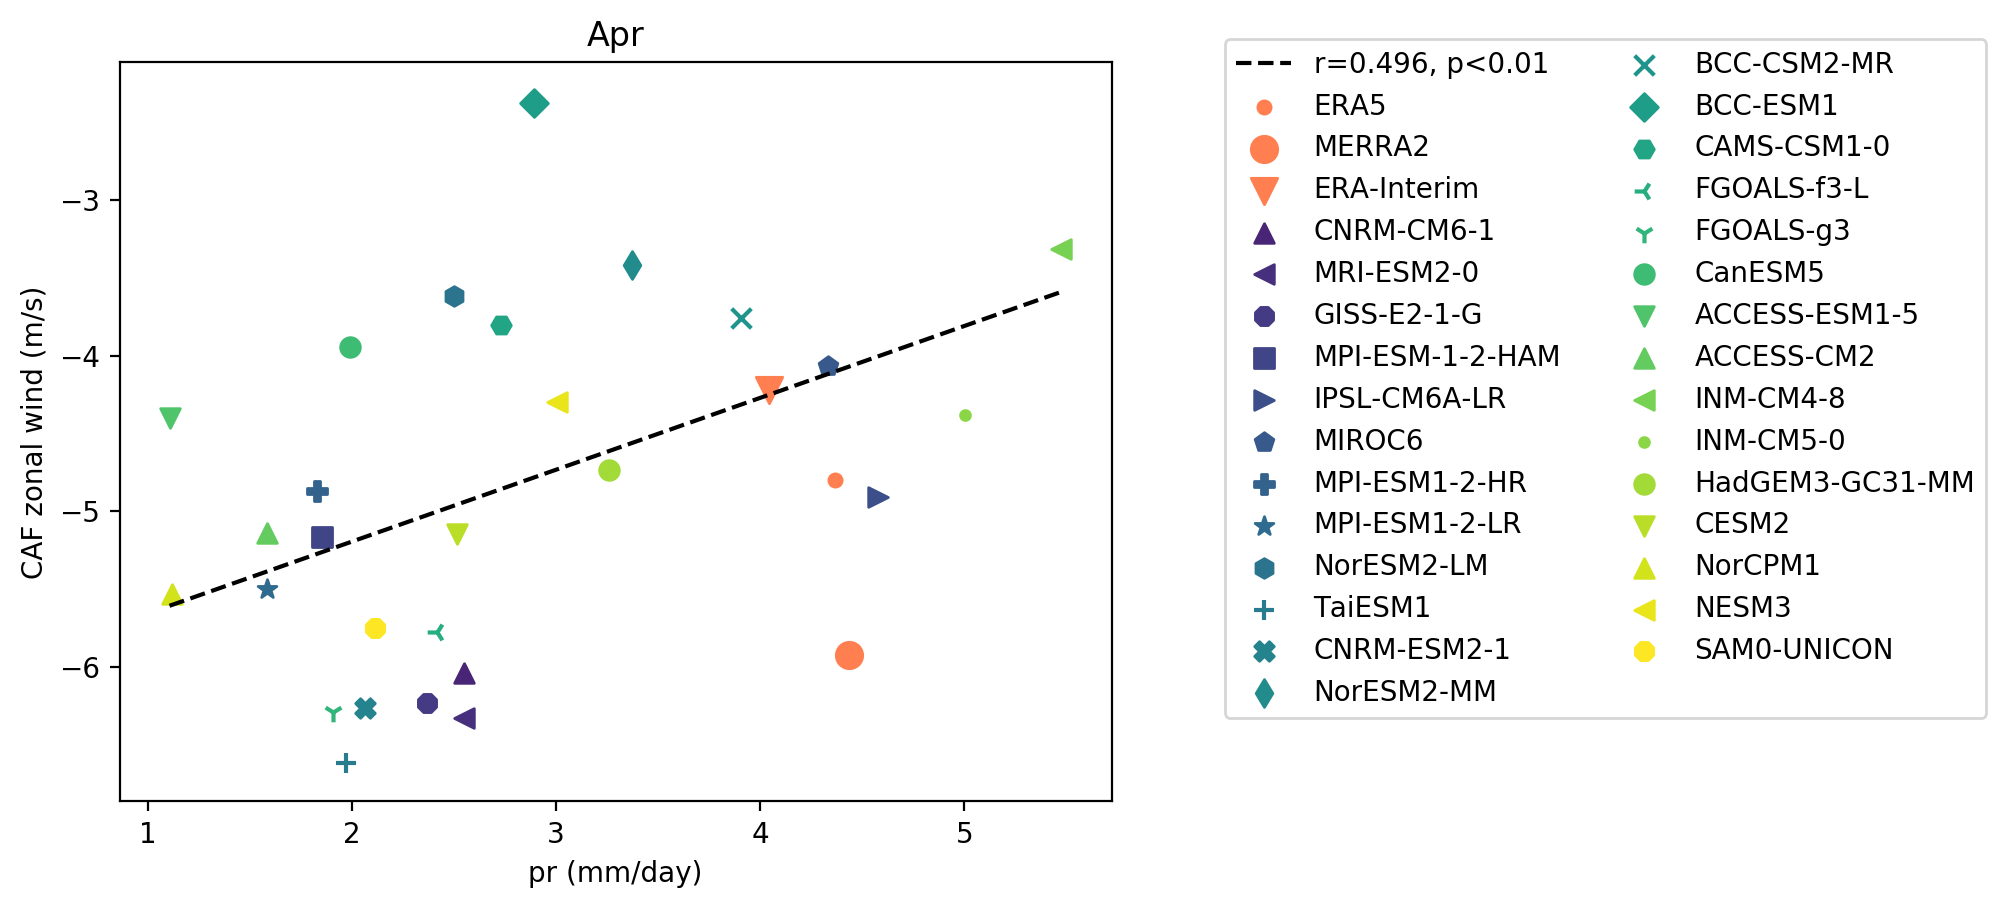 Apr
CAF zonal wind (m/s)
−3
−4
−5
−6
1 2 3 4 5
pr (mm/day)
r=0.496, p<0.01
ERA5
MERRA2
ERA-Interim
CNRM-CM6-1
MRI-ESM2-0
GISS-E2-1-G
MPI-ESM-1-2-HAM
IPSL-CM6A-LR
MIROC6
MPI-ESM1-2-HR
MPI-ESM1-2-LR
NorESM2-LM
TaiESM1
CNRM-ESM2-1
NorESM2-MM
BCC-CSM2-MR
BCC-ESM1
CAMS-CSM1-0
FGOALS-f3-L
FGOALS-g3
CanESM5
ACCESS-ESM1-5
ACCESS-CM2
INM-CM4-8
INM-CM5-0
HadGEM3-GC31-MM
CESM2
NorCPM1
NESM3
SAM0-UNICON